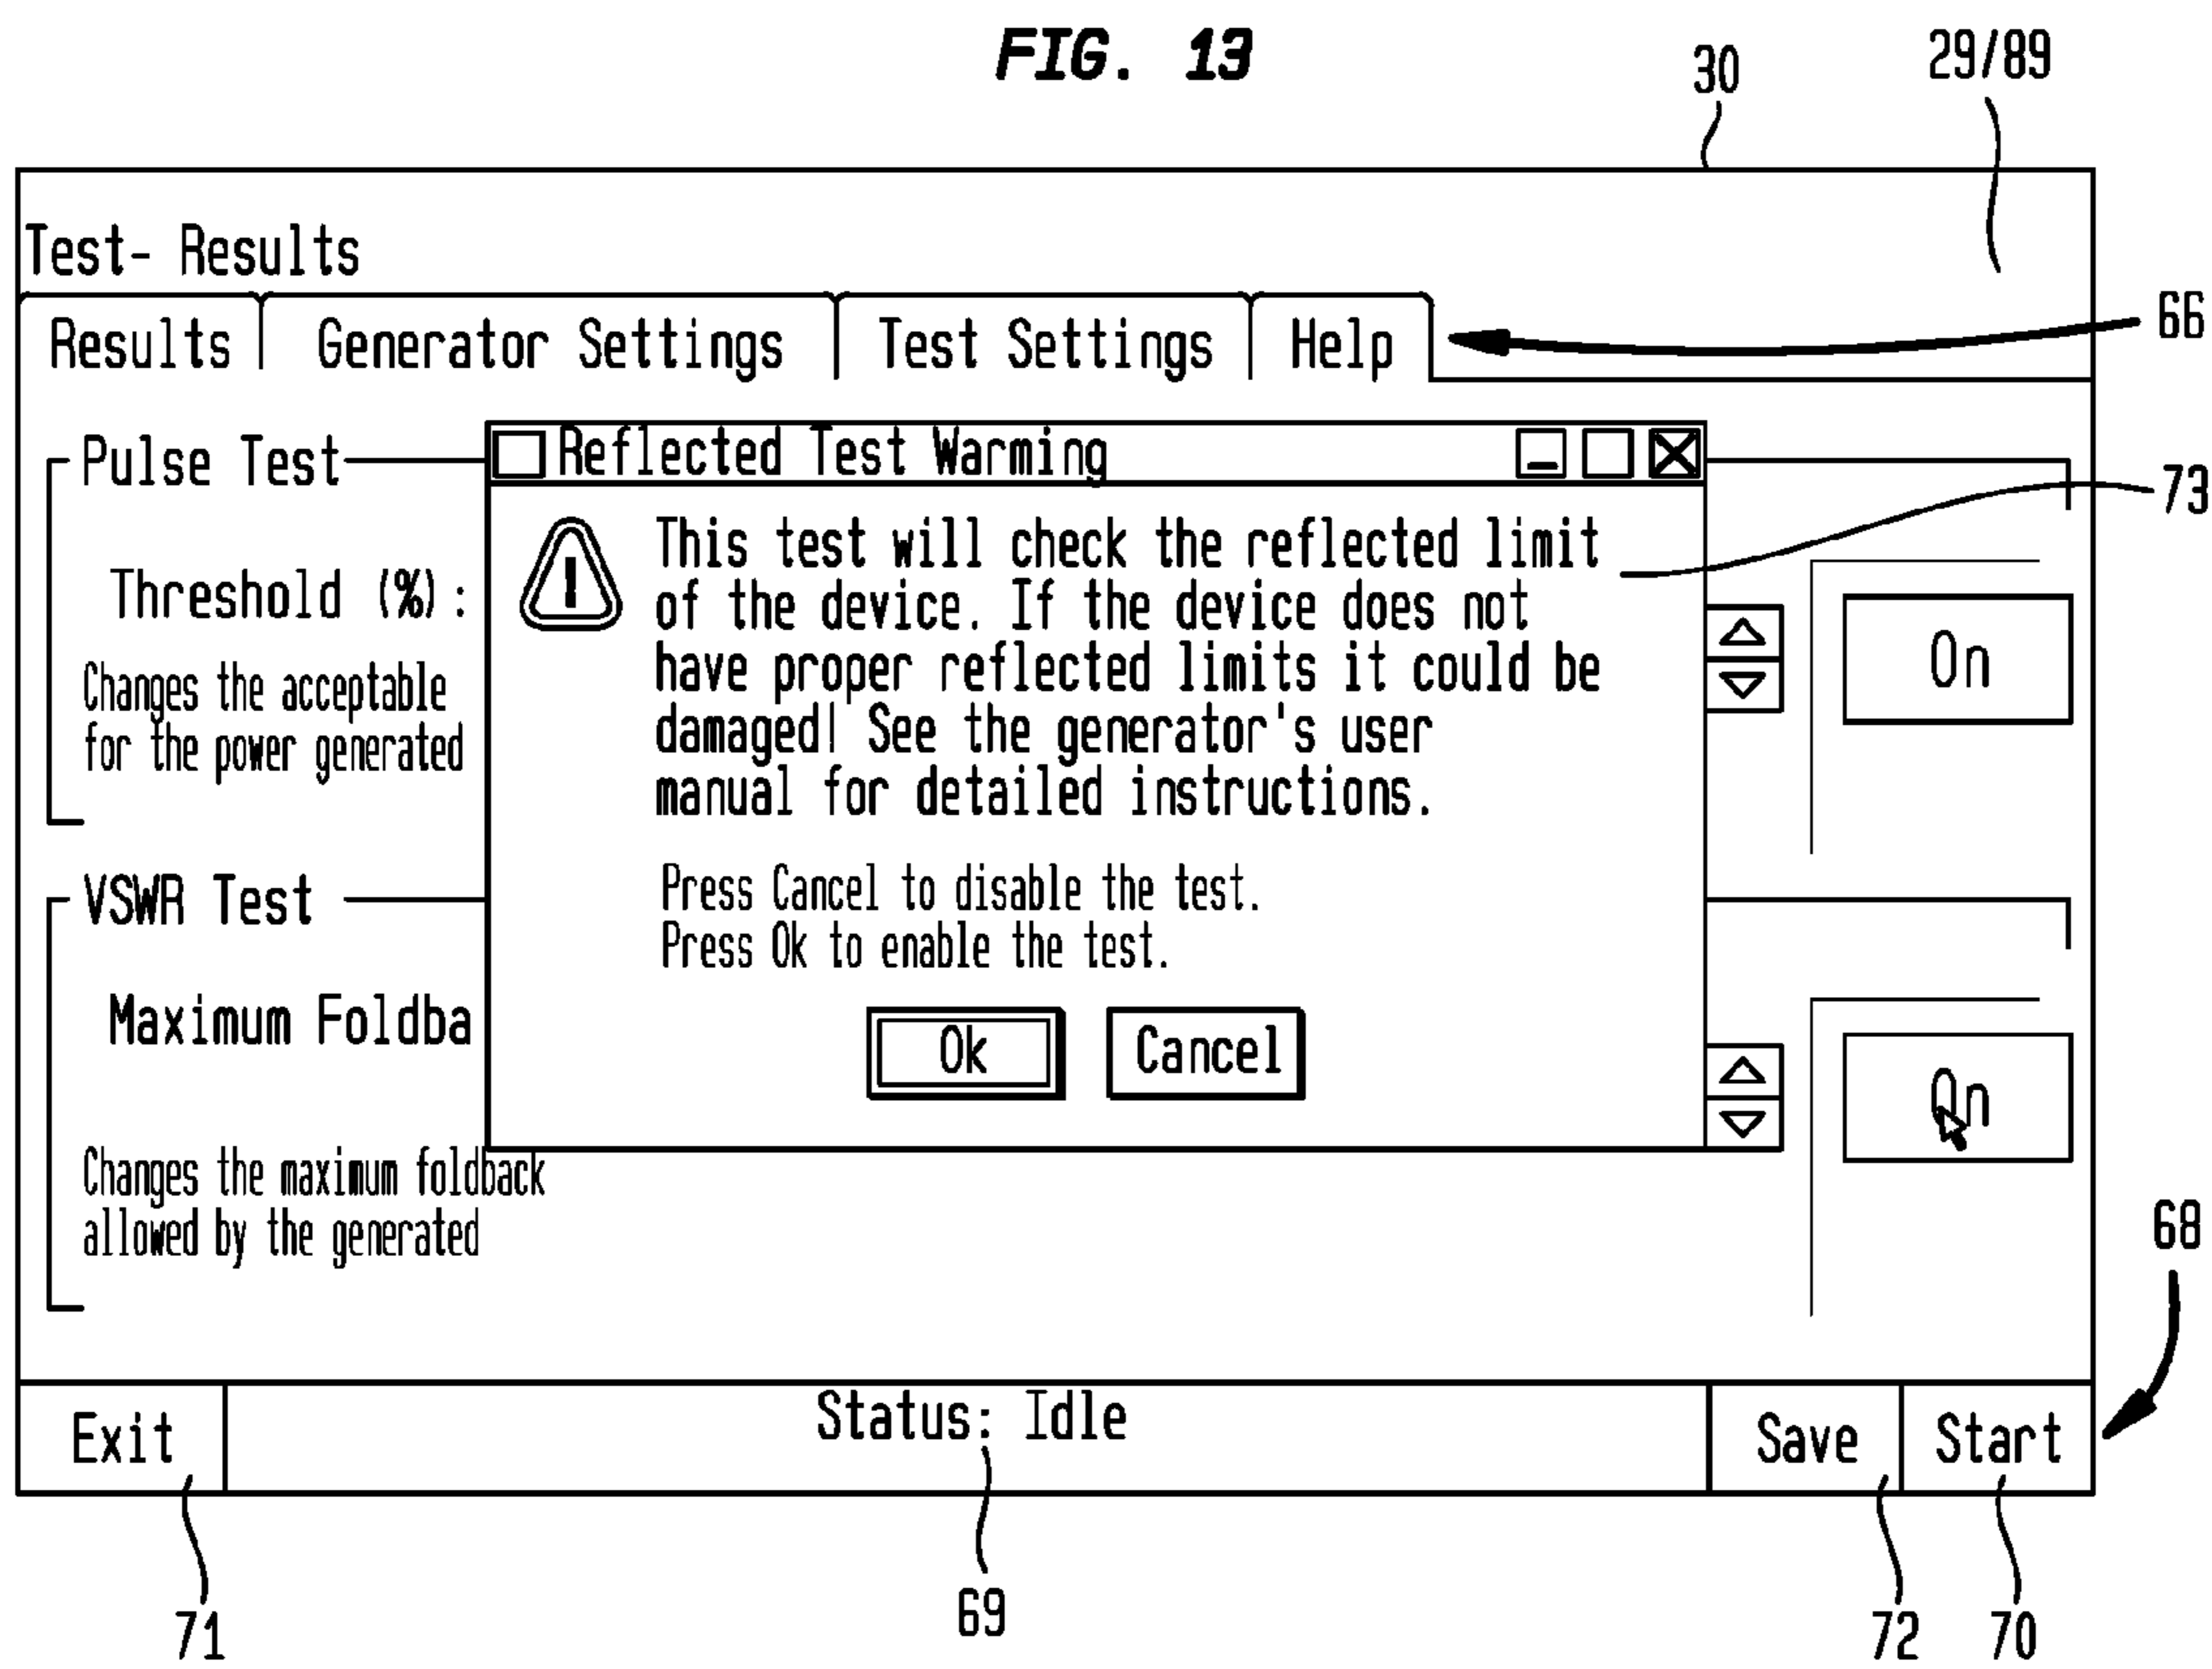 FIG. 13
30
29/89
Test- Results
66
Results
Generator Settings
Test Settings
Help
Pulse Test
Reflected Test Warming
73
Threshold (%) :
This test will check the reflected limit
of the device. If the device does not
have proper reflected limits it could be
damaged! See the generator's user
manual for detailed instructions.
On
Changes the acceptable
for the power generated
Press Cancel to disable the test.
Press Ok to enable the test.
VSWR Test
Maximum Foldba
Ok
Cancel
On
Changes the maximum foldback
allowed by the generated
68
Exit
Status: Idle
Save
Start
71
69
72
70